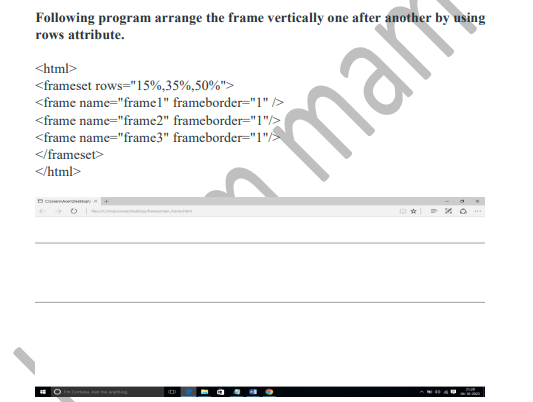 Following program arrange the frame vertically one after another by using
rows attribute.
<html>
<frameset rows="15%,35%,50%">
<frame name="frame1" frameborder="1" />
<frame name="frame2" frameborder="1"/>
<frame name="frame3" frameborder="1"/>
</frameset>
</html>
mam